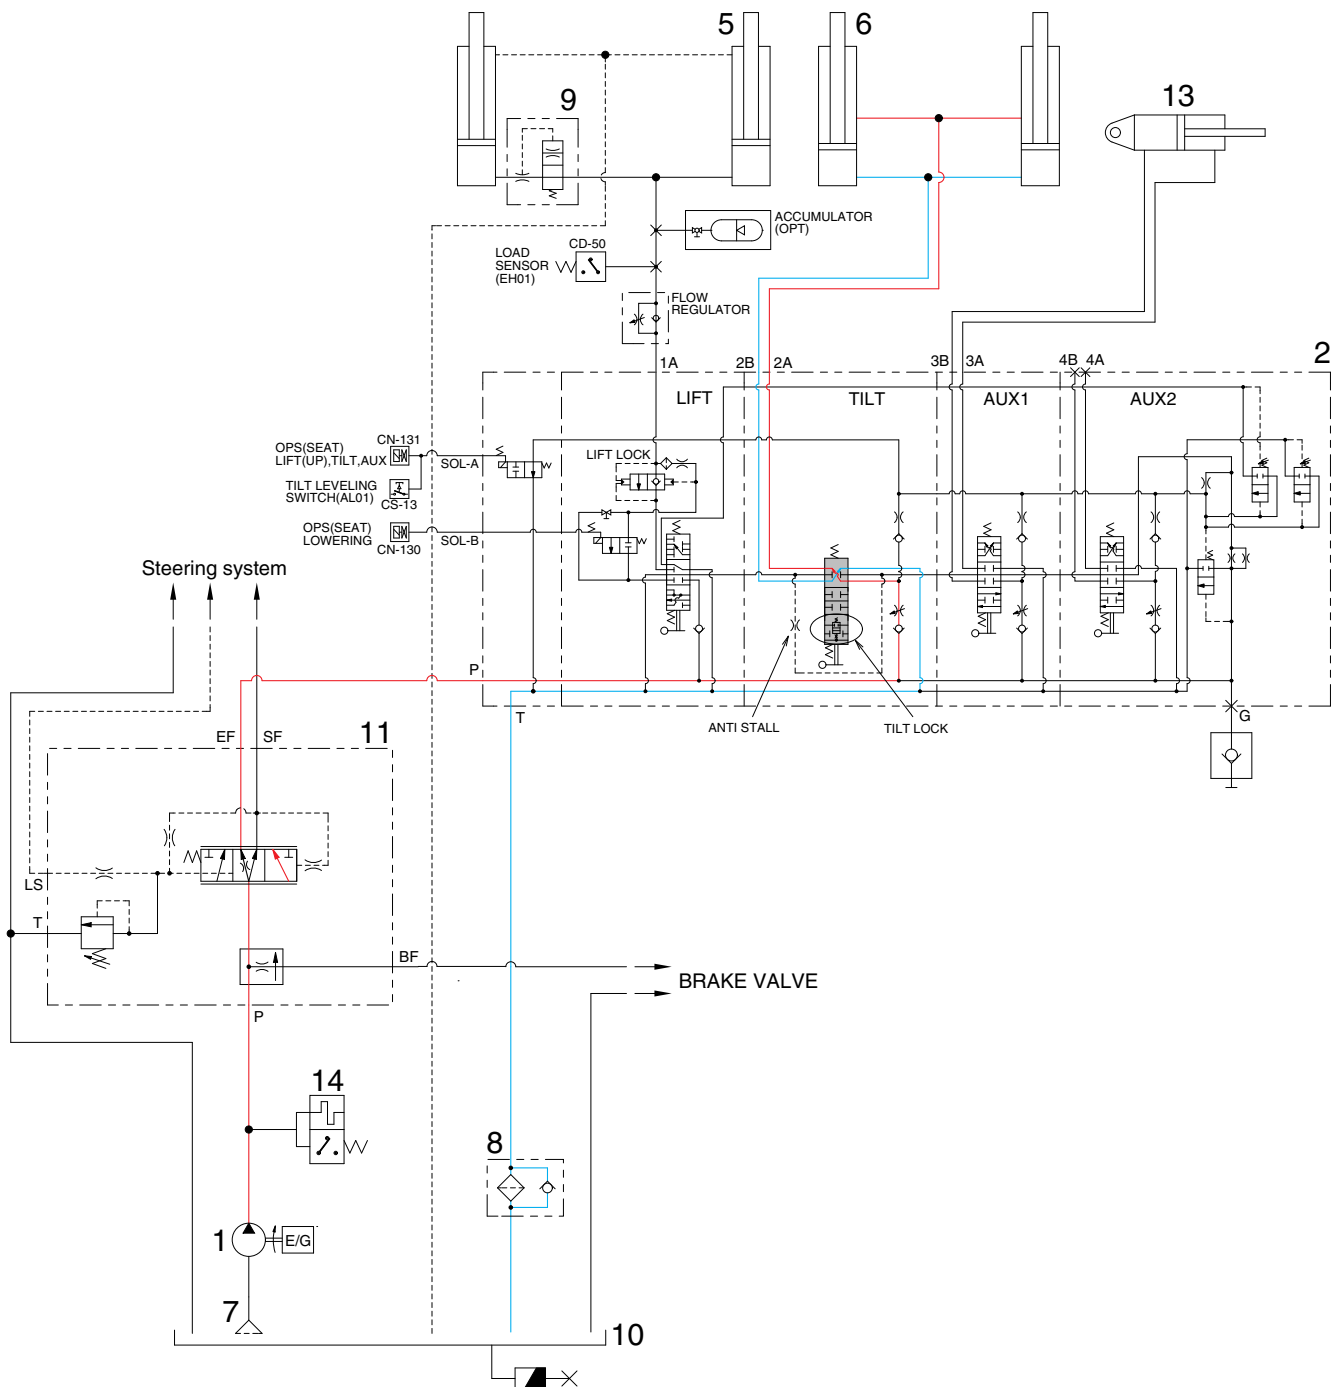 5
6
9
13
ACCUMULATOR
(OPT)
CD-50
LOAD
SENSOR
(EH01)
FLOW
REGULATOR
1A
2B
2A
3B
3A
4B
4A
2
LIFT
TILT
AUX1
AUX2
CN-131
OPS(SEAT)
LIFT(UP),TILT,AUX
SOL-A
LIFT LOCK
TILT LEVELING
SWITCH(AL01)
CS-13
OPS(SEAT)
LOWERING
CN-130
SOL-B
Steering system
P
T
G
ANTI STALL
TILT LOCK
EF
SF
11
LS
T
BF
BRAKE VALVE
P
14
8
1
E/G
7
10